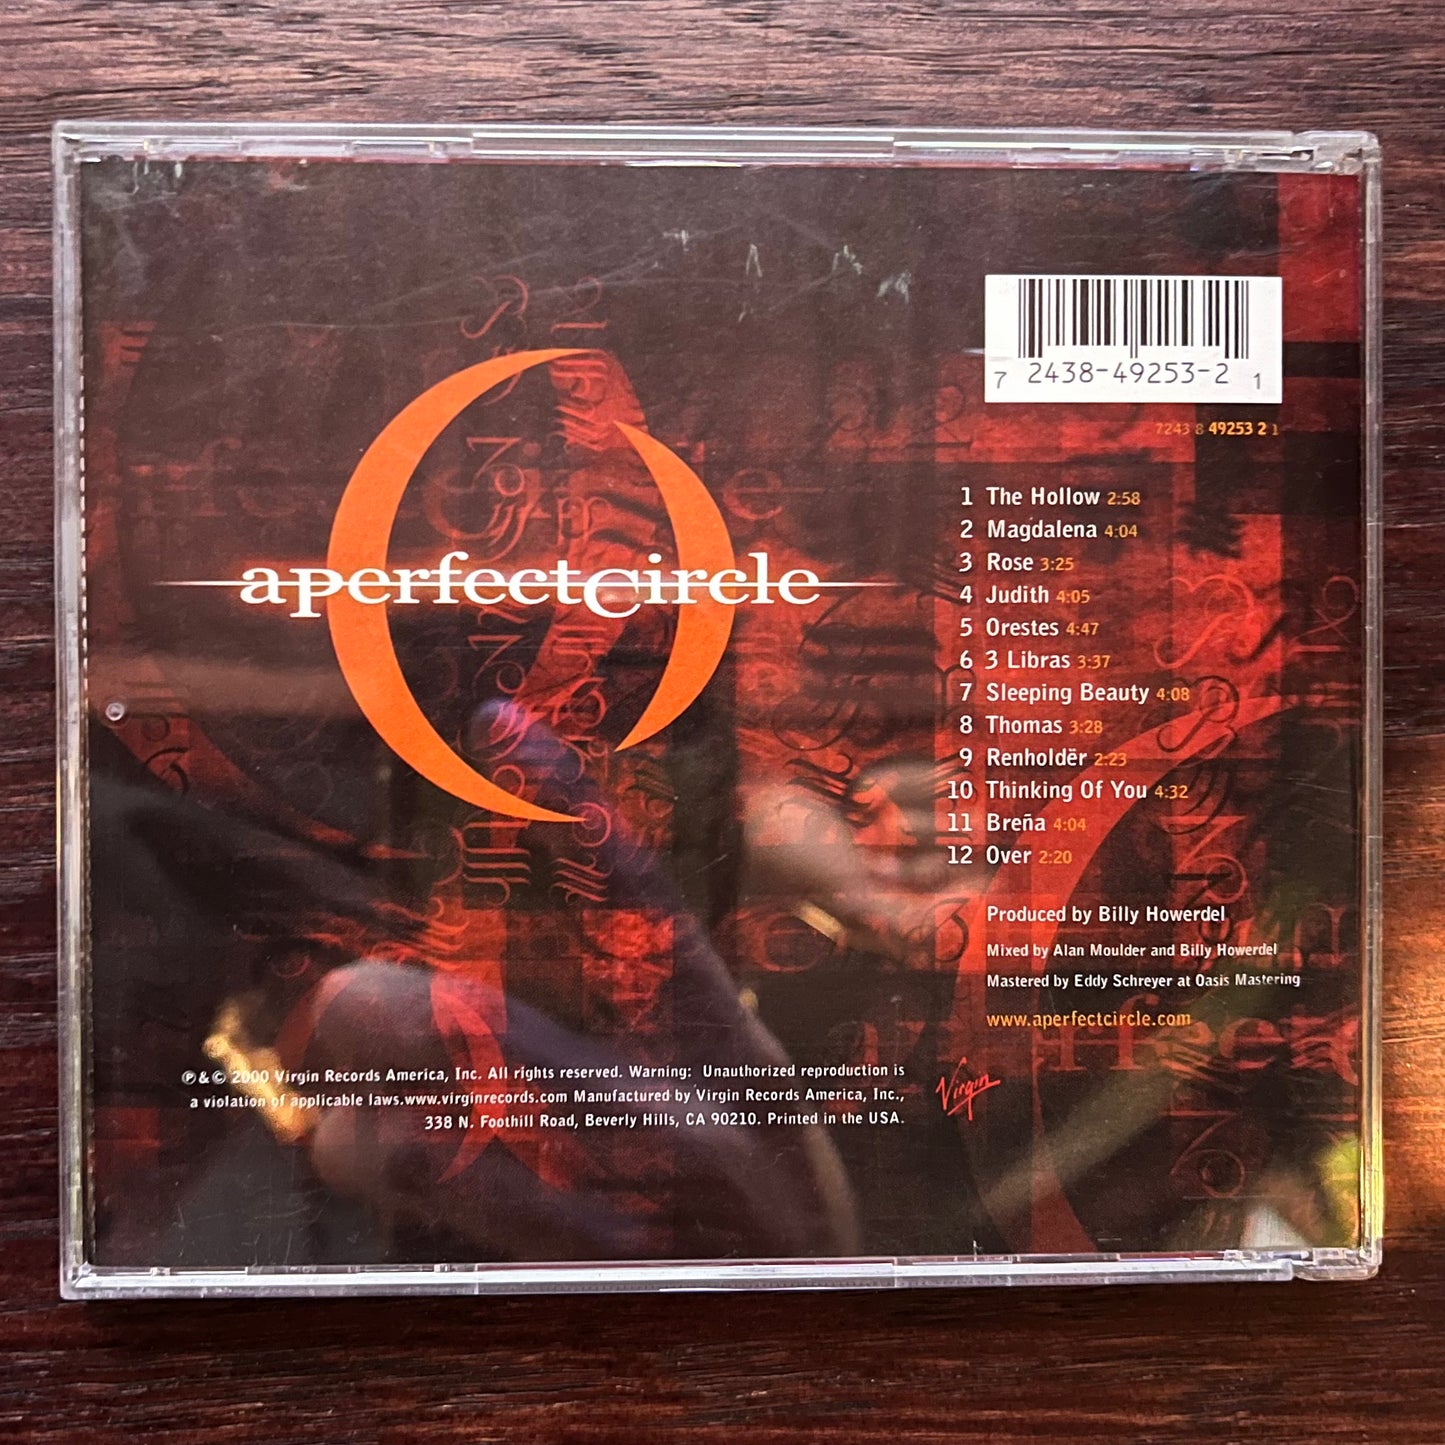 7 2438-49253-2 1
7243 8 49253 2 1
aperfectcircle
1 The Hollow 2:58
2 Magdalena 4:04
3 Rose 3:25
4 Judith 4:05
5 Orestes 4:47
6 3 Libras 3:37
7 Sleeping Beauty 4:08
8 Thomas 3:28
9 Renholdër 2:23
10 Thinking Of You 4:32
11 Breña 4:04
12 Over 2:20
Produced by Billy Howerdel
Mixed by Alan Moulder and Billy Howerdel
Mastered by Eddy Schreyer at Oasis Mastering
www.aperfectcircle.com
℗ & © 2000 Virgin Records America, Inc. All rights reserved. Warning: Unauthorized reproduction is
a violation of applicable laws.www.virginrecords.com Manufactured by Virgin Records America, Inc.,
338 N. Foothill Road, Beverly Hills, CA 90210. Printed in the USA.
Virgin